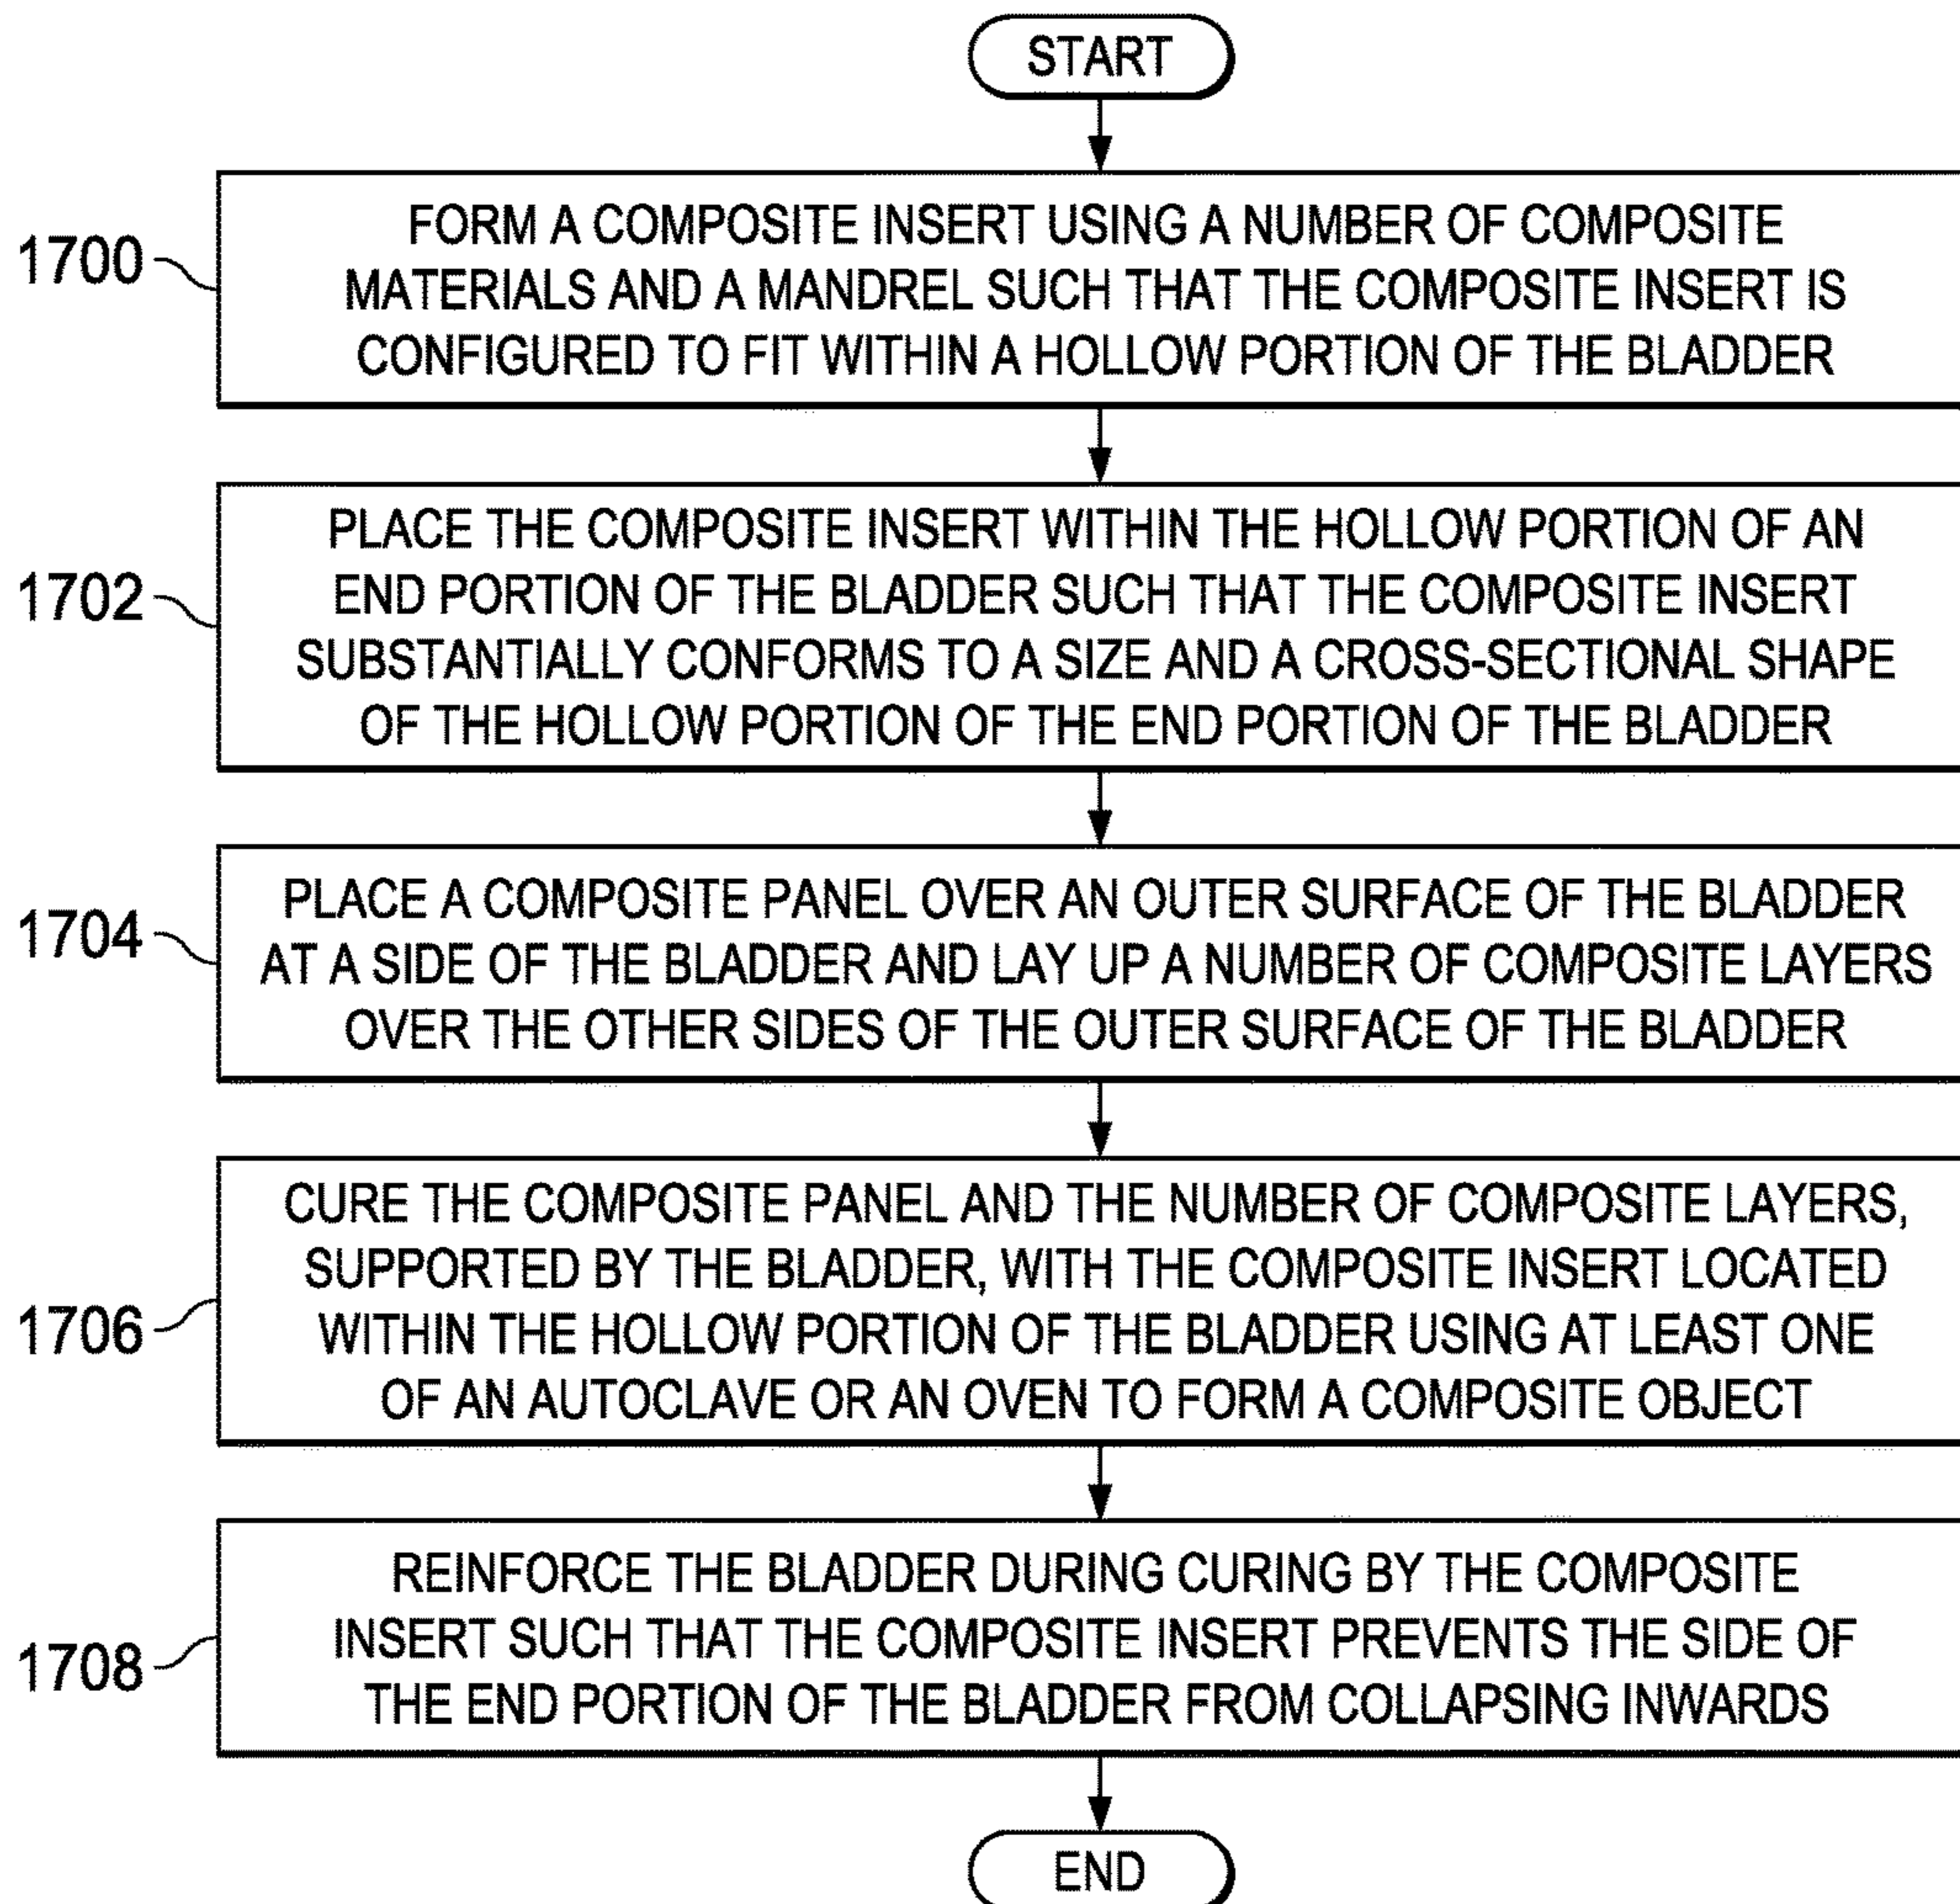 START
1700
FORM A COMPOSITE INSERT USING A NUMBER OF COMPOSITE
MATERIALS AND A MANDREL SUCH THAT THE COMPOSITE INSERT IS
CONFIGURED TO FIT WITHIN A HOLLOW PORTION OF THE BLADDER
1702
PLACE THE COMPOSITE INSERT WITHIN THE HOLLOW PORTION OF AN
END PORTION OF THE BLADDER SUCH THAT THE COMPOSITE INSERT
SUBSTANTIALLY CONFORMS TO A SIZE AND A CROSS-SECTIONAL SHAPE
OF THE HOLLOW PORTION OF THE END PORTION OF THE BLADDER
1704
PLACE A COMPOSITE PANEL OVER AN OUTER SURFACE OF THE BLADDER
AT A SIDE OF THE BLADDER AND LAY UP A NUMBER OF COMPOSITE LAYERS
OVER THE OTHER SIDES OF THE OUTER SURFACE OF THE BLADDER
1706
CURE THE COMPOSITE PANEL AND THE NUMBER OF COMPOSITE LAYERS,
SUPPORTED BY THE BLADDER, WITH THE COMPOSITE INSERT LOCATED
WITHIN THE HOLLOW PORTION OF THE BLADDER USING AT LEAST ONE
OF AN AUTOCLAVE OR AN OVEN TO FORM A COMPOSITE OBJECT
1708
REINFORCE THE BLADDER DURING CURING BY THE COMPOSITE
INSERT SUCH THAT THE COMPOSITE INSERT PREVENTS THE SIDE OF
THE END PORTION OF THE BLADDER FROM COLLAPSING INWARDS
END